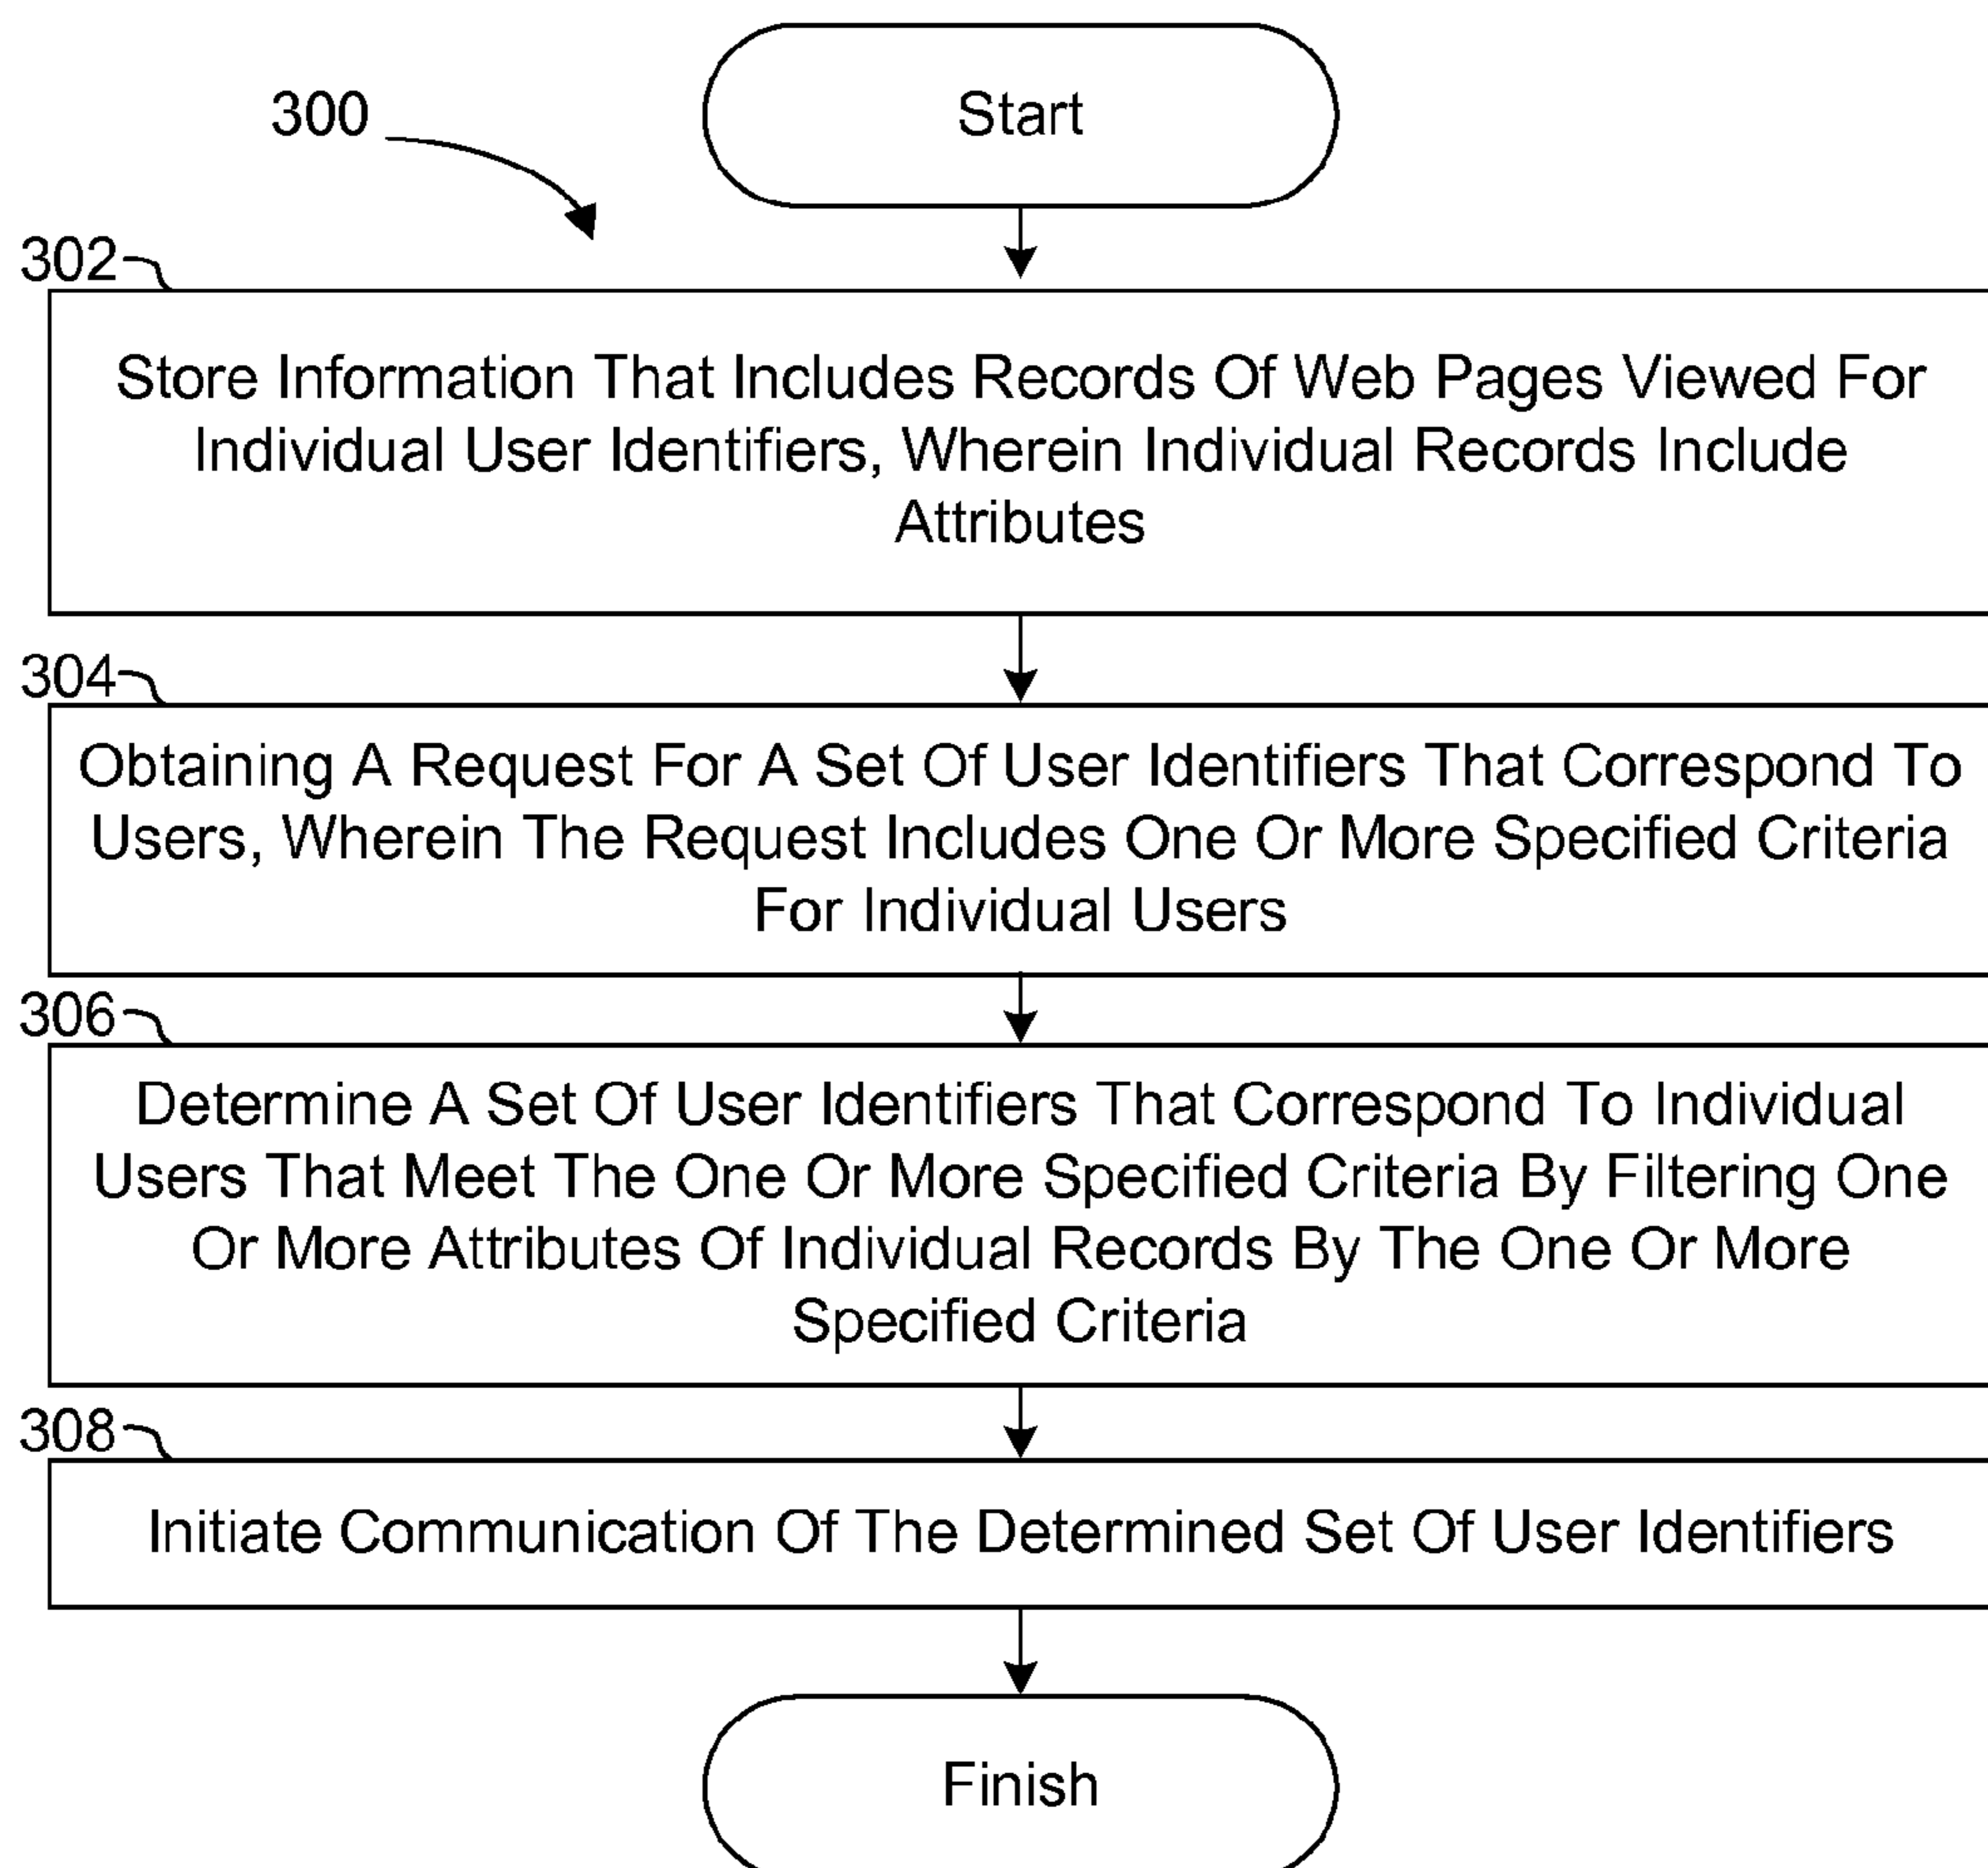 Start
300
302
Store Information That Includes Records Of Web Pages Viewed For
Individual User Identifiers, Wherein Individual Records Include
Attributes
304
Obtaining A Request For A Set Of User Identifiers That Correspond To
Users, Wherein The Request Includes One Or More Specified Criteria
For Individual Users
306
Determine A Set Of User Identifiers That Correspond To Individual
Users That Meet The One Or More Specified Criteria By Filtering One
Or More Attributes Of Individual Records By The One Or More
Specified Criteria
308
Initiate Communication Of The Determined Set Of User Identifiers
Finish